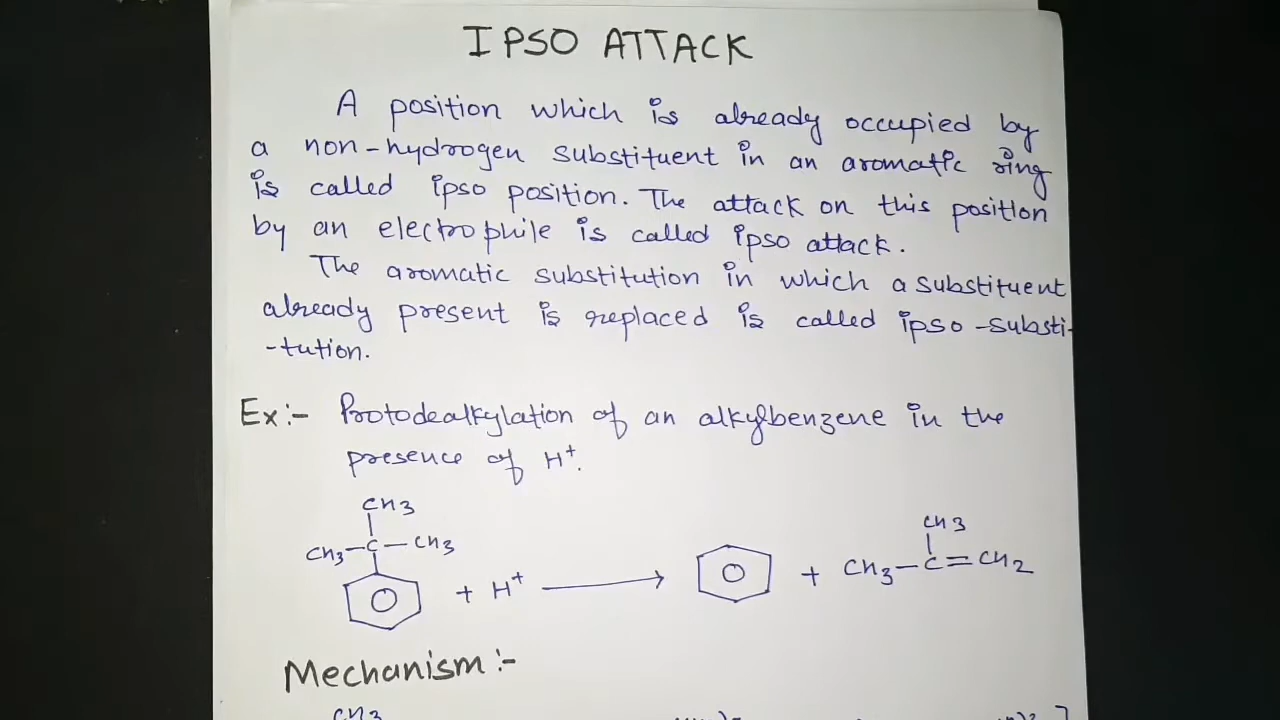 IPSO ATTACK
A position which is already occupied by
a non-hydrogen substituent in an aromatic ring
is called ipso position. The attack on this position
by an electrophile is called ipso attack.
The aromatic substitution in which a substituent
already present is replaced is called ipso-substi-
-tution.
Ex:- Protodealkylation of an alkylbenzene in the
presence of H+.
CH3
CH3-C-CH3
+ H+
CH3
+ CH3-C=CH2
Mechanism:-
CH3